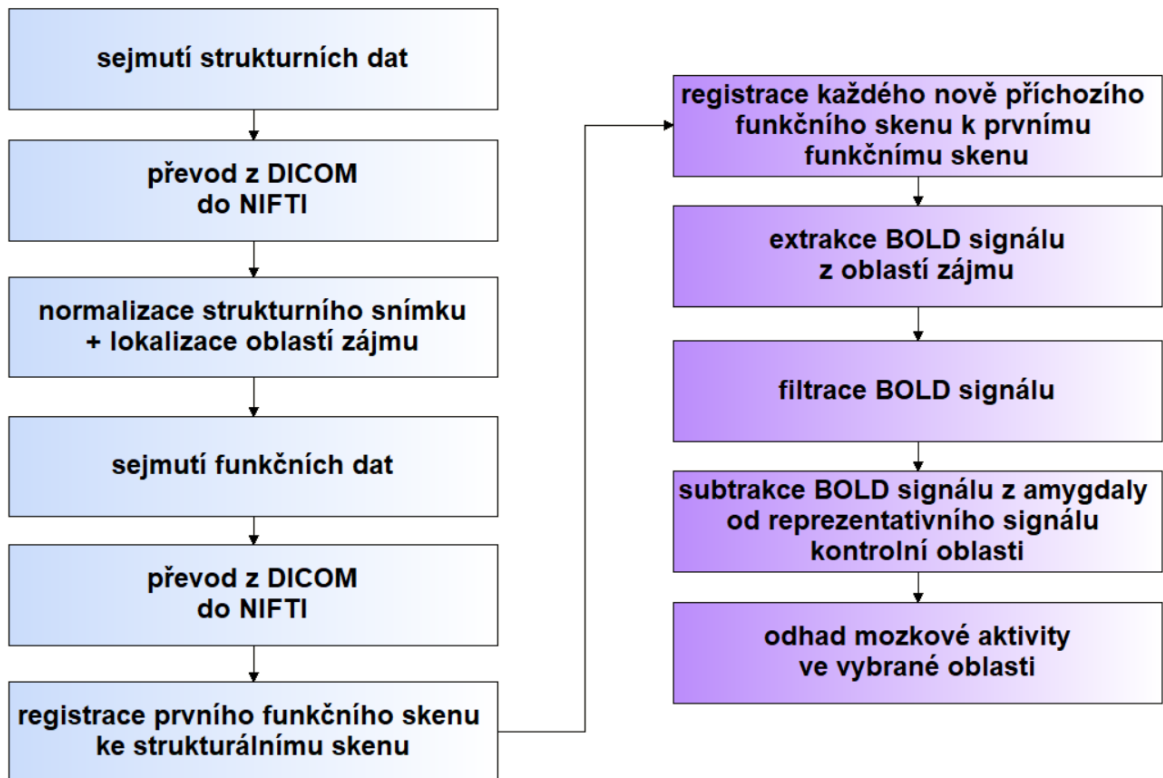 sejmutí strukturních dat
převod z DICOM
do NIFTI
normalizace strukturního snímku
+ lokalizace oblastí zájmu
sejmutí funkčních dat
převod z DICOM
do NIFTI
registrace prvního funkčního skenu
ke strukturálnímu skenu
registrace každého nově příchozího
funkčního skenu k prvnímu
funkčnímu skenu
extrakce BOLD signálu
z oblastí zájmu
filtrace BOLD signálu
subtrakce BOLD signálu z amygdaly
od reprezentativního signálu
kontrolní oblasti
odhad mozkové aktivity
ve vybrané oblasti